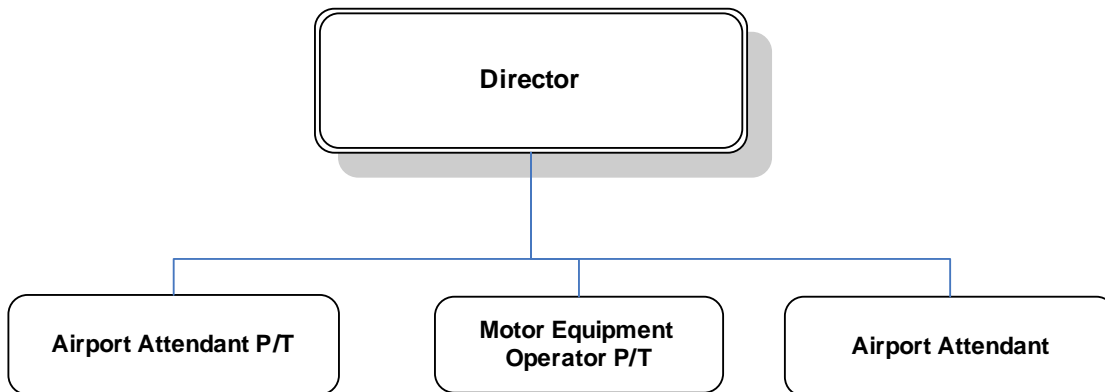 Director
Airport Attendant P/T
Motor Equipment
Operator P/T
Airport Attendant